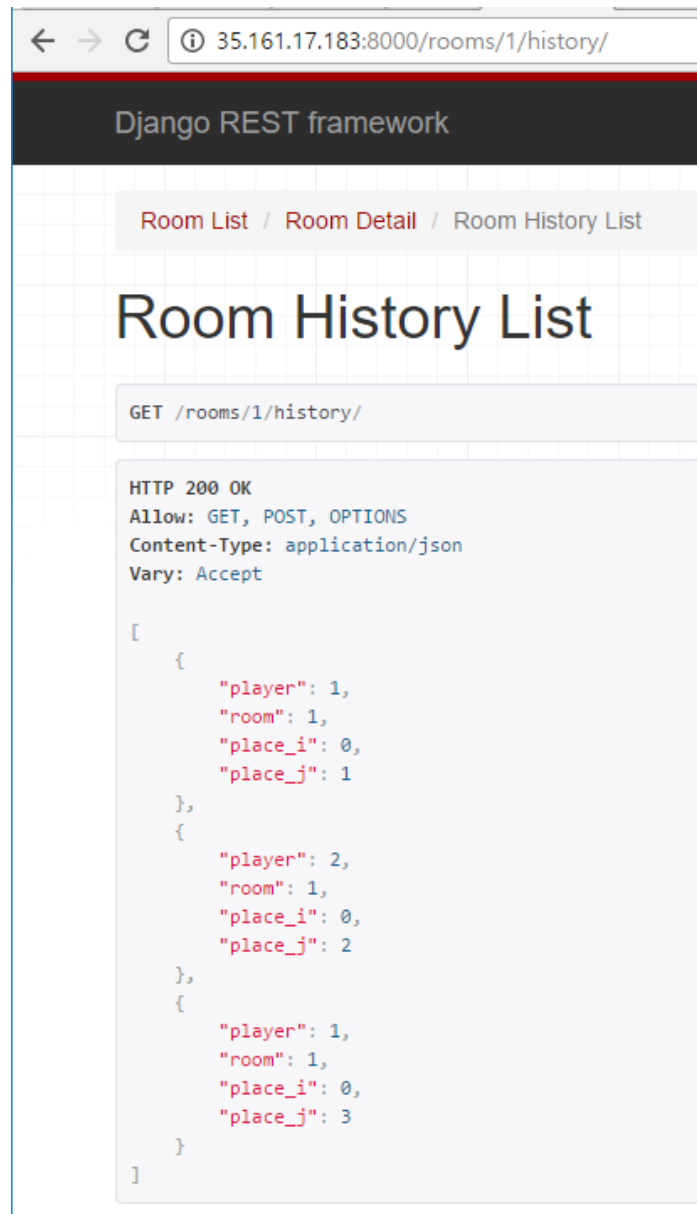 35.161.17.183:8000/rooms/1/history/
Django REST framework
Room List / Room Detail / Room History List
Room History List
GET /rooms/1/history/
HTTP 200 OK
Allow: GET, POST, OPTIONS
Content-Type: application/json
Vary: Accept
[
    {
        "player": 1,
        "room": 1,
        "place_i": 0,
        "place_j": 1
    },
    {
        "player": 2,
        "room": 1,
        "place_i": 0,
        "place_j": 2
    },
    {
        "player": 1,
        "room": 1,
        "place_i": 0,
        "place_j": 3
    }
]